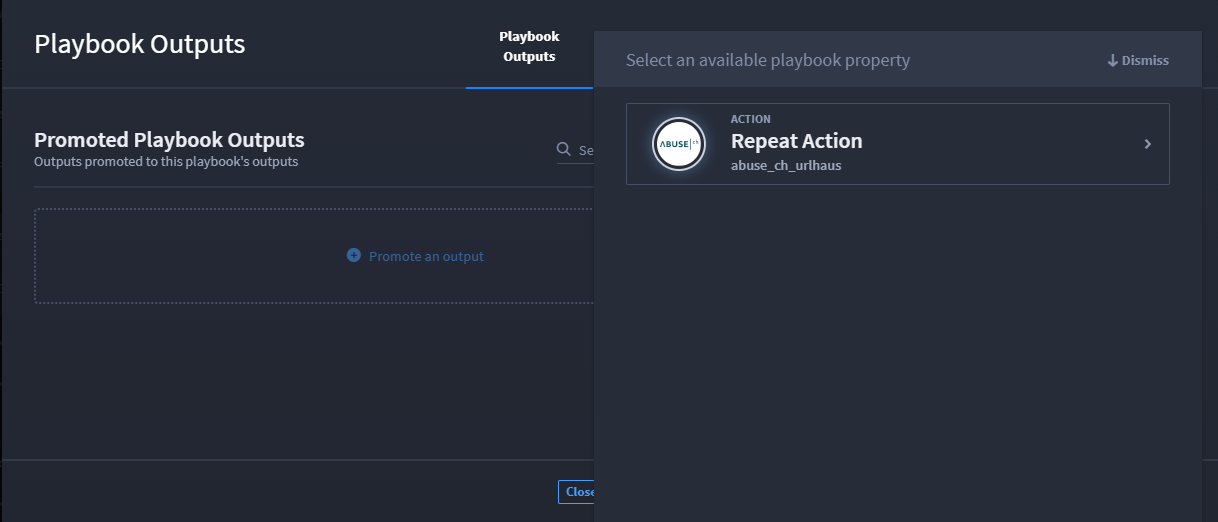 Playbook Outputs
Playbook
Outputs
Promoted Playbook Outputs
Outputs promoted to this playbook's outputs
Se
Promote an output
Close
Select an available playbook property
Dismiss
ABUSE|ch
ACTION
Repeat Action
abuse_ch_urlhaus